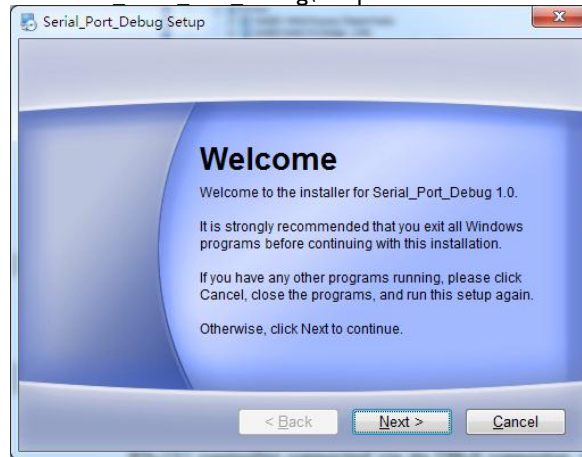 Serial_Port_Debug Setup
Welcome
Welcome to the installer for Serial_Port_Debug 1.0.
It is strongly recommended that you exit all Windows
programs before continuing with this installation.
If you have any other programs running, please click
Cancel, close the programs, and run this setup again.
Otherwise, click Next to continue.
< Back
Next >
Cancel